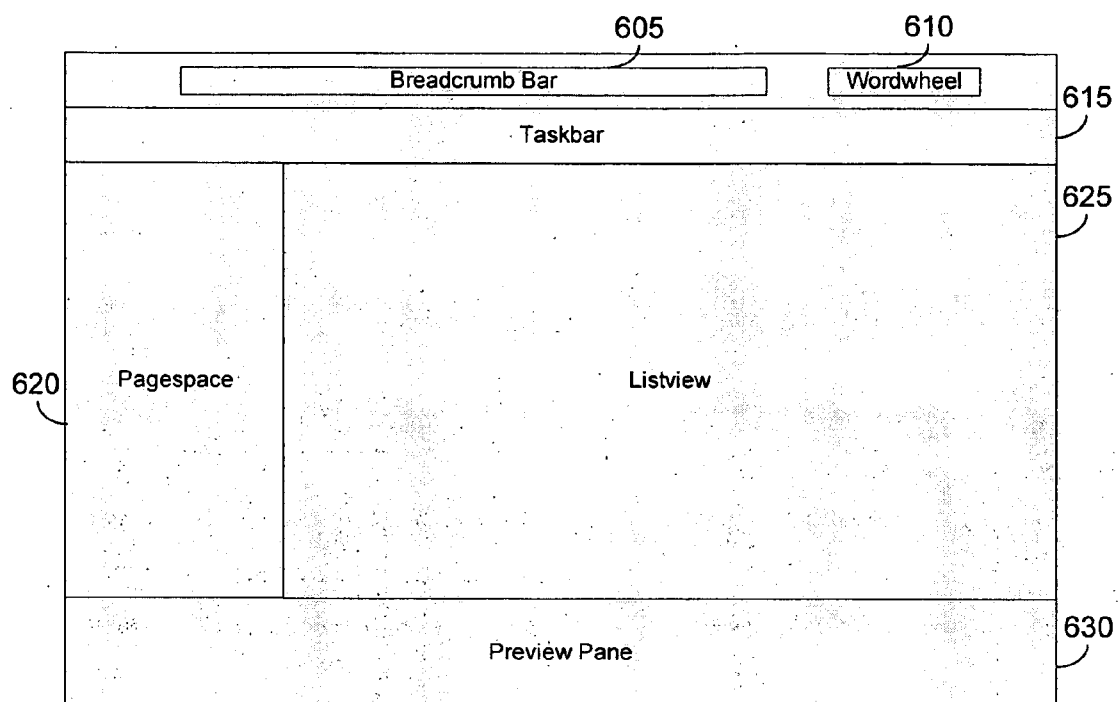 605
610
Breadcrumb Bar
Wordwheel
615
Taskbar
625
620
Pagespace
Listview
630
Preview Pane